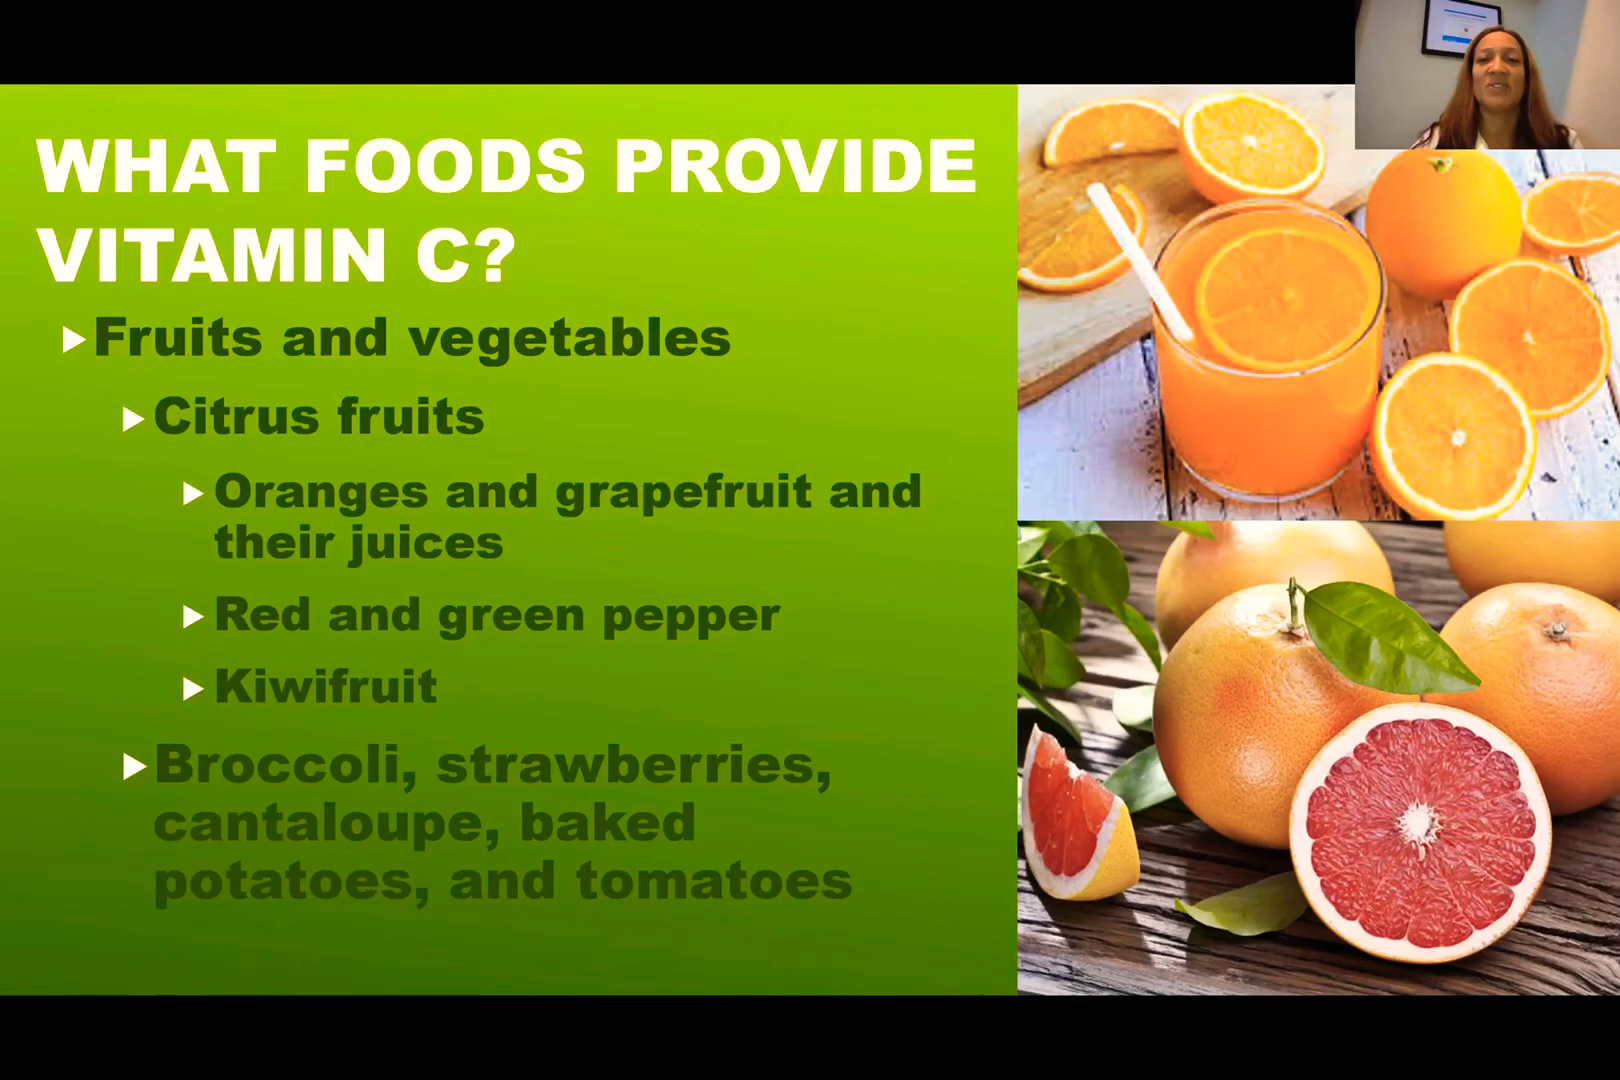 WHAT FOODS PROVIDE
VITAMIN C?
Fruits and vegetables
Citrus fruits
Oranges and grapefruit and
their juices
Red and green pepper
Kiwifruit
Broccoli, strawberries,
cantaloupe, baked
potatoes, and tomatoes